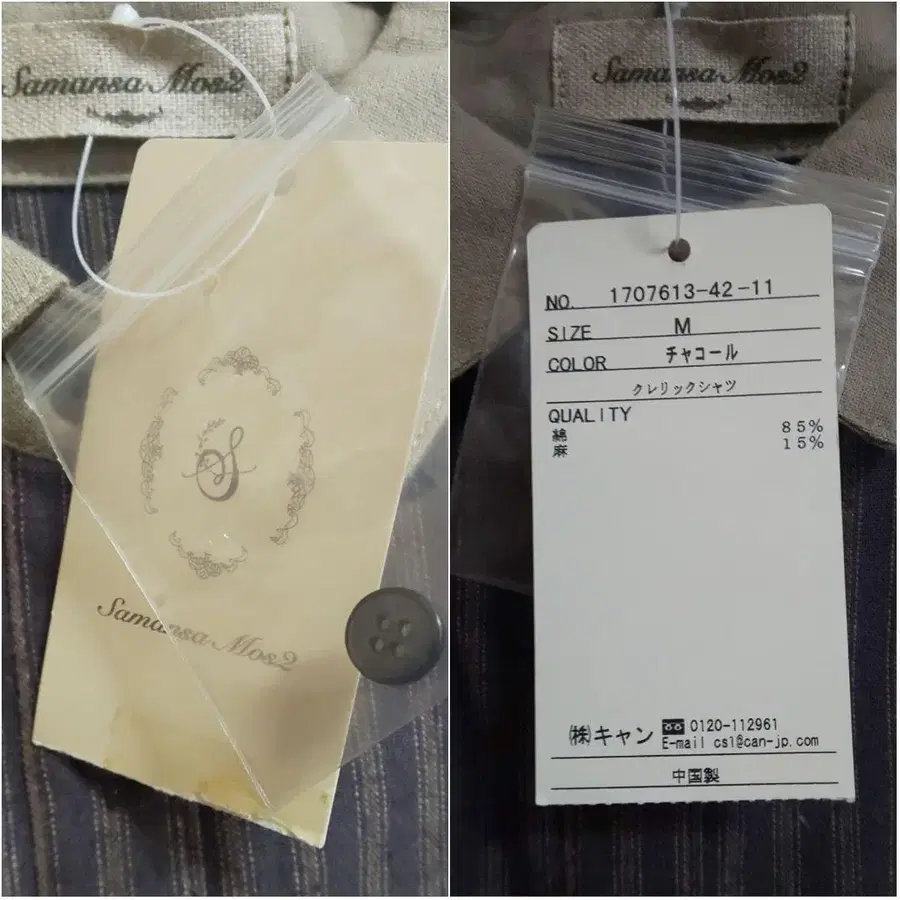 Samansa Mos2
S
Samansa Mos2
Samansa Mos2
NO. 1707613-42-11
SIZE M
COLOR チャコール
クレリックシャツ
QUALITY
綿 85%
麻 15%
㈱キャン 0120-112961
E-mail cs1@can-jp.com
中国製